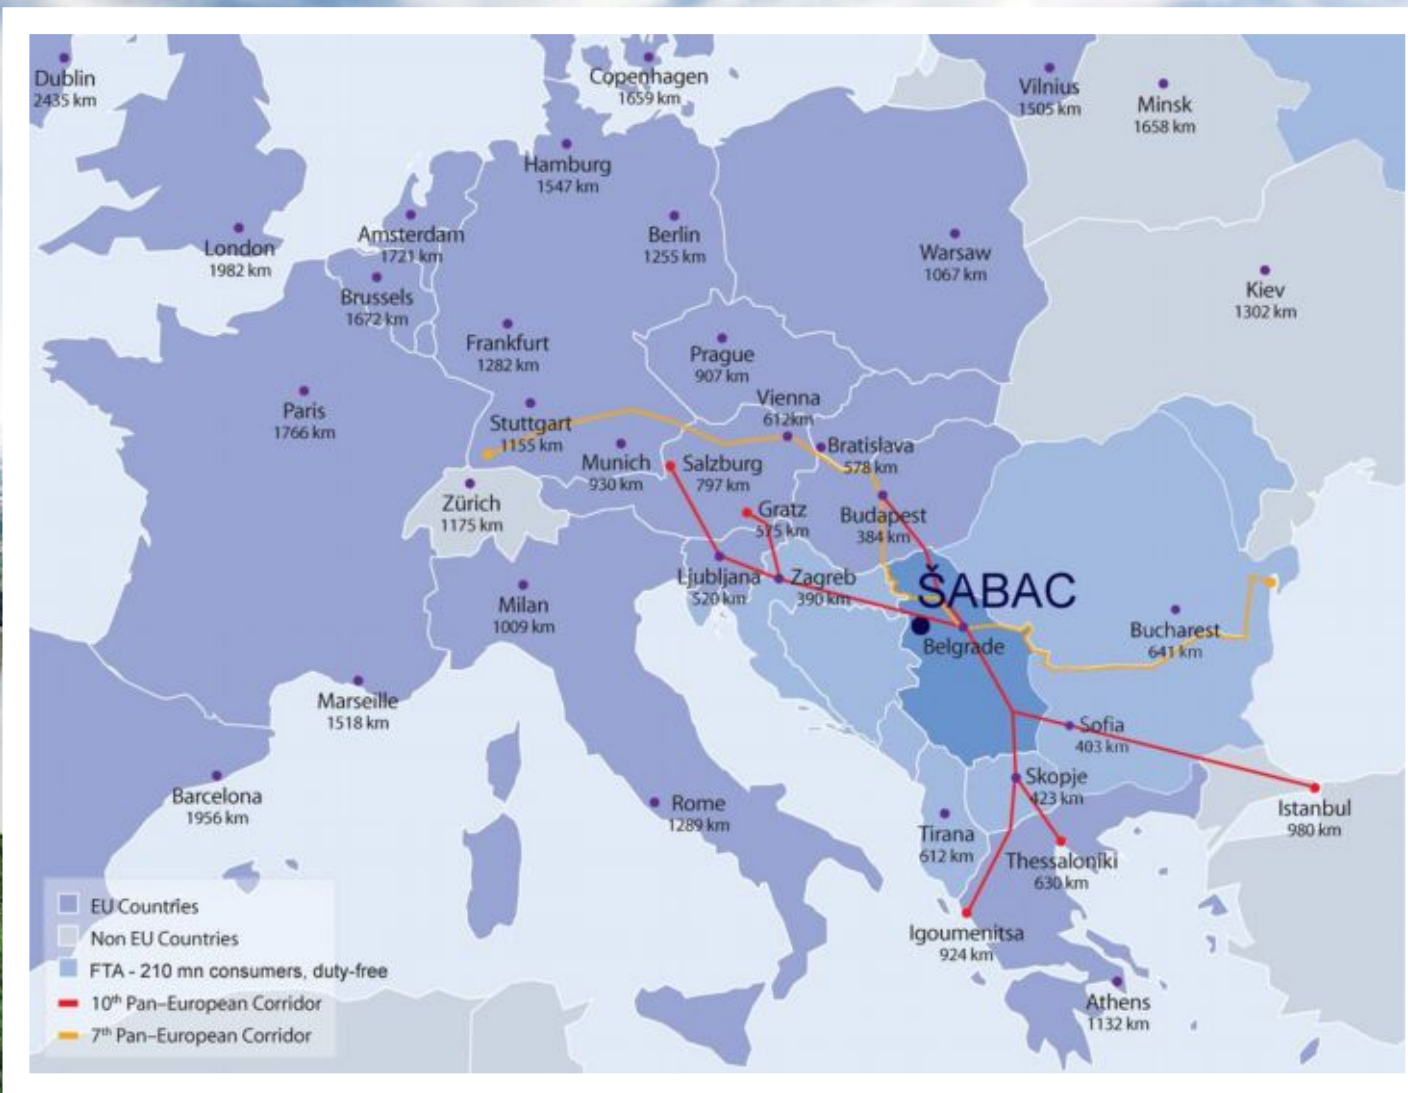 Dublin
2435 km
Copenhagen
1659 km
Vilnius
1505 km
Minsk
1658 km
Hamburg
1547 km
London
1982 km
Amsterdam
1721 km
Berlin
1255 km
Warsaw
1067 km
Brussels
1672 km
Kiev
1302 km
Frankfurt
1282 km
Prague
907 km
Paris
1766 km
Vienna
612km
Stuttgart
1155 km
Bratislava
578 km
Munich
930 km
Salzburg
797 km
Zürich
1175 km
Gratz
575 km
Budapest
384 km
Ljubljana
520 km
Zagreb
390 km
ŠABAC
Milan
1009 km
Belgrade
Bucharest
641 km
Marseille
1518 km
Sofia
403 km
Barcelona
1956 km
Rome
1289 km
Skopje
423 km
Istanbul
980 km
Tirana
612 km
Thessaloniki
630 km
Igoumenitsa
924 km
Athens
1132 km
EU Countries
Non EU Countries
FTA - 210 mn consumers, duty-free
10th Pan–European Corridor
7th Pan–European Corridor